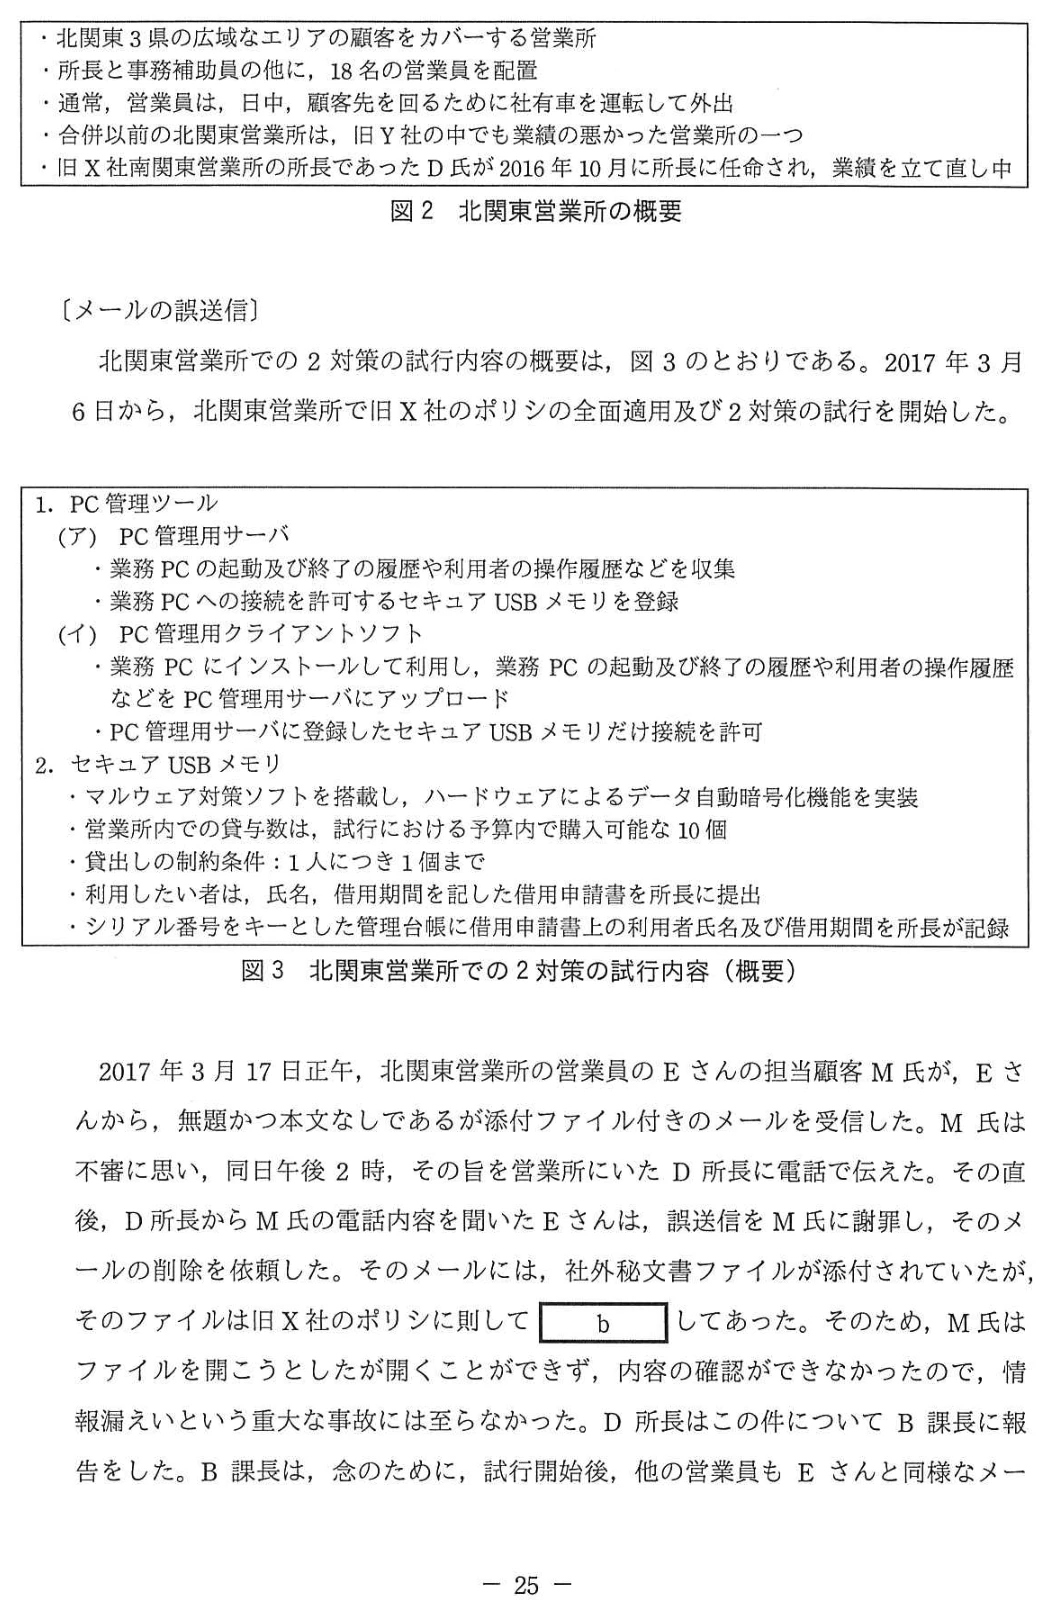 ・北関東3県の広域なエリアの顧客をカバーする営業所
・所長と事務補助員の他に，18名の営業員を配置
・通常，営業員は，日中，顧客先を回るために社有車を運転して外出
・合併以前の北関東営業所は，旧Y社の中でも業績の悪かった営業所の一つ
・旧X社南関東営業所の所長であったD氏が2016年10月に所長に任命され，業績を立て直し中
図2　北関東営業所の概要
〔メールの誤送信〕
北関東営業所での2対策の試行内容の概要は，図3のとおりである。2017年3月
6日から，北関東営業所で旧X社のポリシの全面適用及び2対策の試行を開始した。
1. PC管理ツール
(ア)　PC管理用サーバ
・業務PCの起動及び終了の履歴や利用者の操作履歴などを収集
・業務PCへの接続を許可するセキュアUSBメモリを登録
(イ)　PC管理用クライアントソフト
・業務PCにインストールして利用し，業務PCの起動及び終了の履歴や利用者の操作履歴
などをPC管理用サーバにアップロード
・PC管理用サーバに登録したセキュアUSBメモリだけ接続を許可
2. セキュアUSBメモリ
・マルウェア対策ソフトを搭載し，ハードウェアによるデータ自動暗号化機能を実装
・営業所内での貸与数は，試行における予算内で購入可能な10個
・貸出しの制約条件：1人につき1個まで
・利用したい者は，氏名，借用期間を記した借用申請書を所長に提出
・シリアル番号をキーとした管理台帳に借用申請書上の利用者氏名及び借用期間を所長が記録
図3　北関東営業所での2対策の試行内容（概要）
2017年3月17日正午，北関東営業所の営業員のEさんの担当顧客M氏が，Eさ
んから，無題かつ本文なしであるが添付ファイル付きのメールを受信した。M氏は
不審に思い，同日午後2時，その旨を営業所にいたD所長に電話で伝えた。その直
後，D所長からM氏の電話内容を聞いたEさんは，誤送信をM氏に謝罪し，そのメ
ールの削除を依頼した。そのメールには，社外秘文書ファイルが添付されていたが，
そのファイルは旧X社のポリシに則して　b　してあった。そのため，M氏は
ファイルを開こうとしたが開くことができず，内容の確認ができなかったので，情
報漏えいという重大な事故には至らなかった。D所長はこの件についてB課長に報
告をした。B課長は，念のために，試行開始後，他の営業員もEさんと同様なメー
― 25 ―